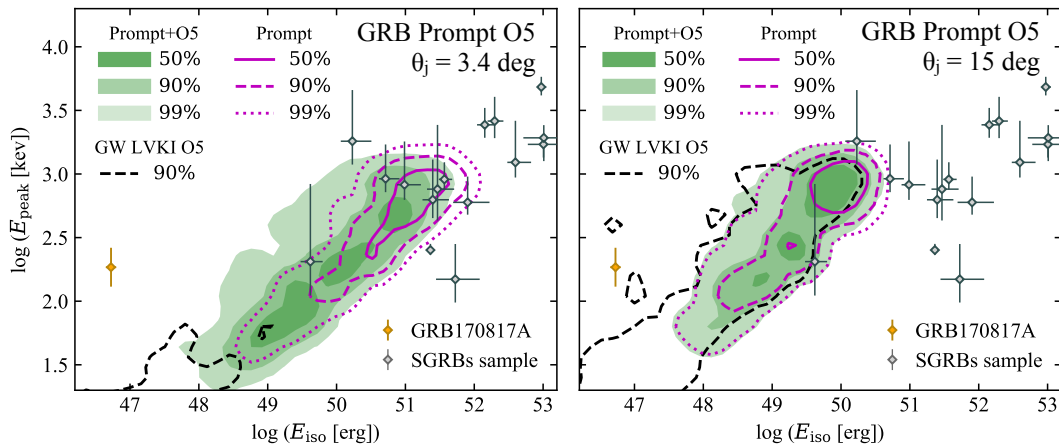 GRB Prompt O5
θj = 3.4 deg
Prompt+O5
50%
90%
99%
Prompt
50%
90%
99%
GW LVKI O5
90%
GRB170817A
SGRBs sample
4.0
3.5
3.0
2.5
2.0
1.5
log (Epeak [kev])
47
48
49
50
51
52
53
log (Eiso [erg])
GRB Prompt O5
θj = 15 deg
Prompt+O5
50%
90%
99%
Prompt
50%
90%
99%
GW LVKI O5
90%
GRB170817A
SGRBs sample
47
48
49
50
51
52
53
log (Eiso [erg])